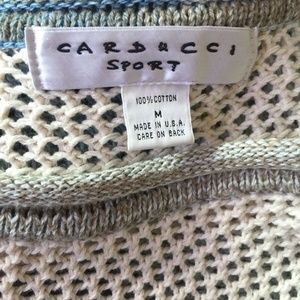 CARDUCCI
SPORT
100% COTTON
M
MADE IN U.S.A.
CARE ON BACK